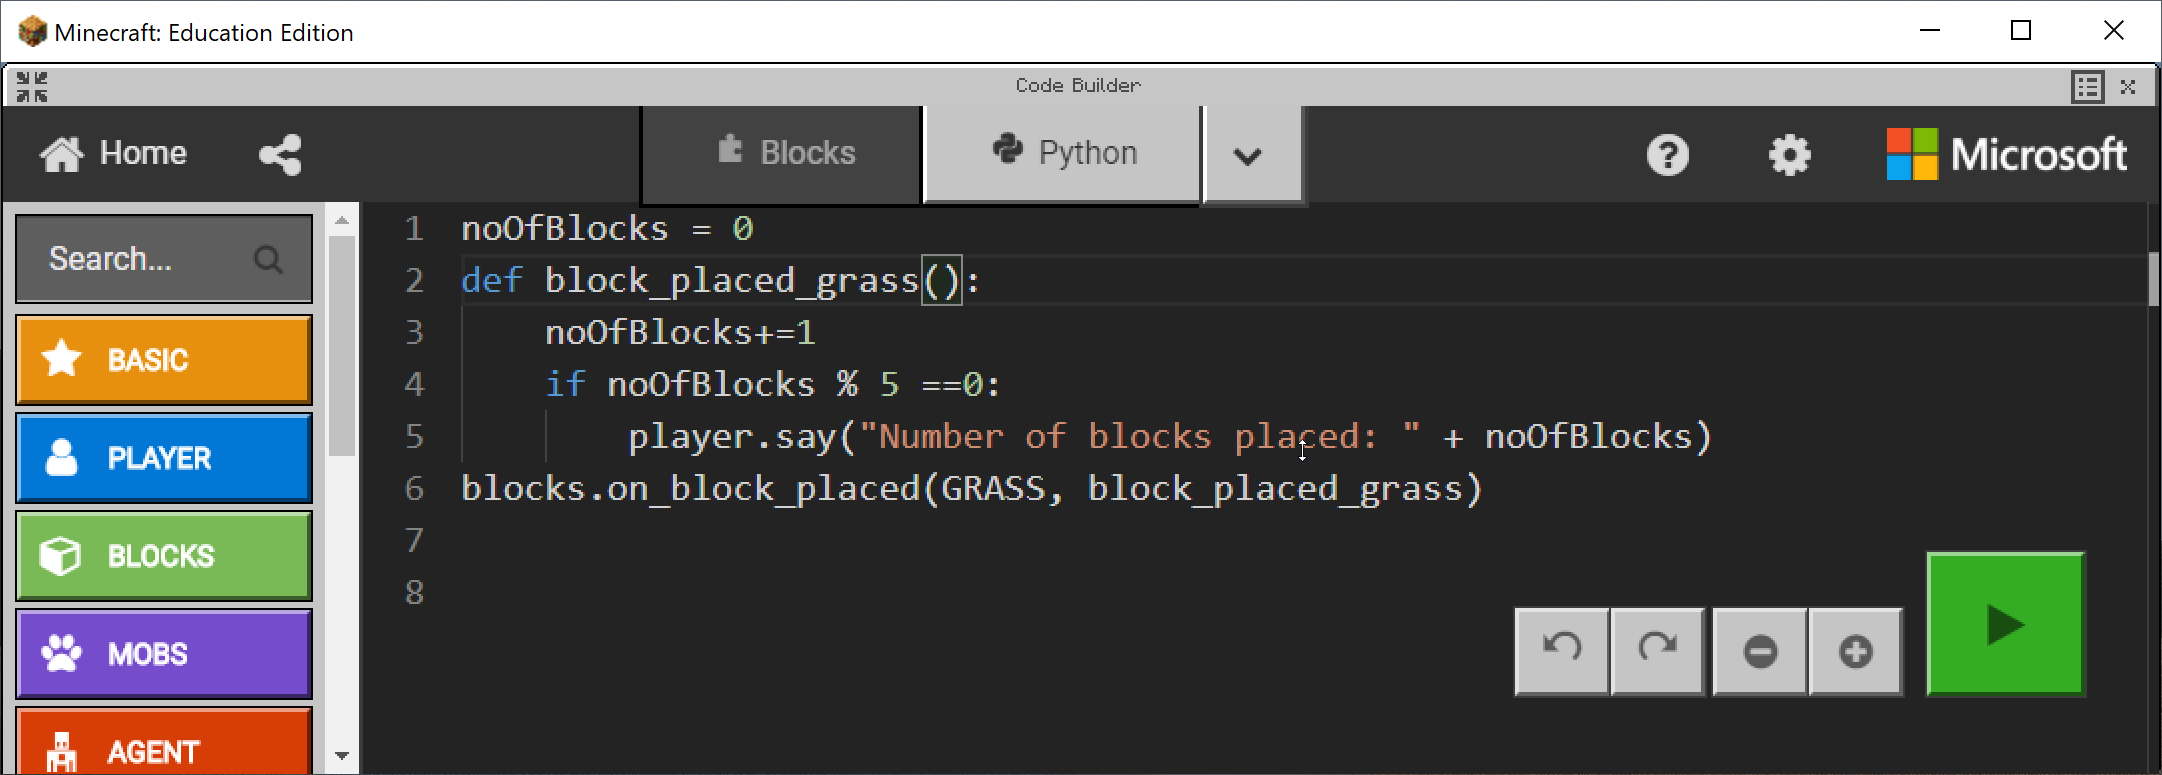 Minecraft: Education Edition
Code Builder
Home
Blocks
Python
Microsoft
Search...
BASIC
PLAYER
BLOCKS
MOBS
AGENT
1 noOfBlocks = 0
2 def block_placed_grass():
3     noOfBlocks+=1
4     if noOfBlocks % 5 ==0:
5         player.say("Number of blocks placed: " + noOfBlocks)
6 blocks.on_block_placed(GRASS, block_placed_grass)
7
8